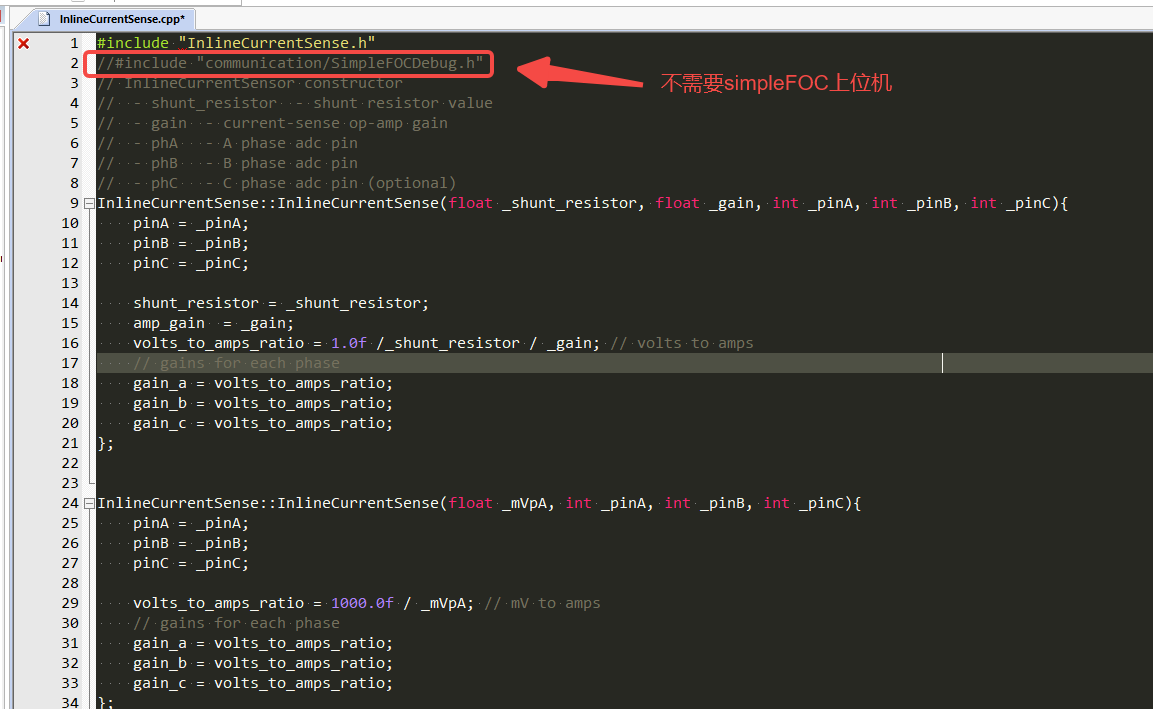 InlineCurrentSense.cpp*
1 #include "InlineCurrentSense.h"
2 //#include "communication/SimpleFOCDebug.h"
不需要simpleFOC上位机
3 // InlineCurrentSensor constructor
4 // - shunt_resistor - shunt resistor value
5 // - gain - current-sense op-amp gain
6 // - phA - A phase adc pin
7 // - phB - B phase adc pin
8 // - phC - C phase adc pin (optional)
9 InlineCurrentSense::InlineCurrentSense(float _shunt_resistor, float _gain, int _pinA, int _pinB, int _pinC){
10 pinA = _pinA;
11 pinB = _pinB;
12 pinC = _pinC;
13
14 shunt_resistor = _shunt_resistor;
15 amp_gain = _gain;
16 volts_to_amps_ratio = 1.0f /_shunt_resistor / _gain; // volts to amps
17 // gains for each phase
18 gain_a = volts_to_amps_ratio;
19 gain_b = volts_to_amps_ratio;
20 gain_c = volts_to_amps_ratio;
21 };
22
23
24 InlineCurrentSense::InlineCurrentSense(float _mVpA, int _pinA, int _pinB, int _pinC){
25 pinA = _pinA;
26 pinB = _pinB;
27 pinC = _pinC;
28
29 volts_to_amps_ratio = 1000.0f / _mVpA; // mV to amps
30 // gains for each phase
31 gain_a = volts_to_amps_ratio;
32 gain_b = volts_to_amps_ratio;
33 gain_c = volts_to_amps_ratio;
34 };